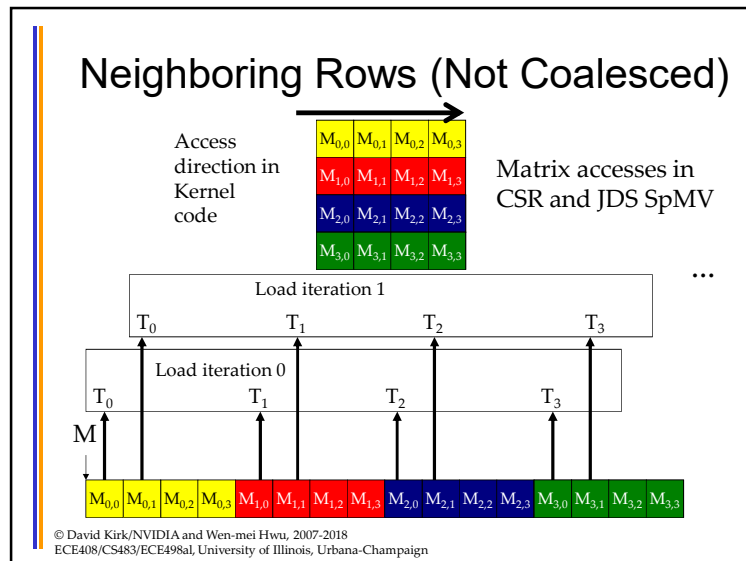 Neighboring Rows (Not Coalesced)
Access
direction in
Kernel
code
M0,0 M0,1 M0,2 M0,3
M1,0 M1,1 M1,2 M1,3
M2,0 M2,1 M2,2 M2,3
M3,0 M3,1 M3,2 M3,3
Matrix accesses in
CSR and JDS SpMV
...
Load iteration 1
T0 T1 T2 T3
Load iteration 0
T0 T1 T2 T3
M
M0,0 M0,1 M0,2 M0,3 M1,0 M1,1 M1,2 M1,3 M2,0 M2,1 M2,2 M2,3 M3,0 M3,1 M3,2 M3,3
© David Kirk/NVIDIA and Wen-mei Hwu, 2007-2018
ECE408/CS483/ECE498al, University of Illinois, Urbana-Champaign